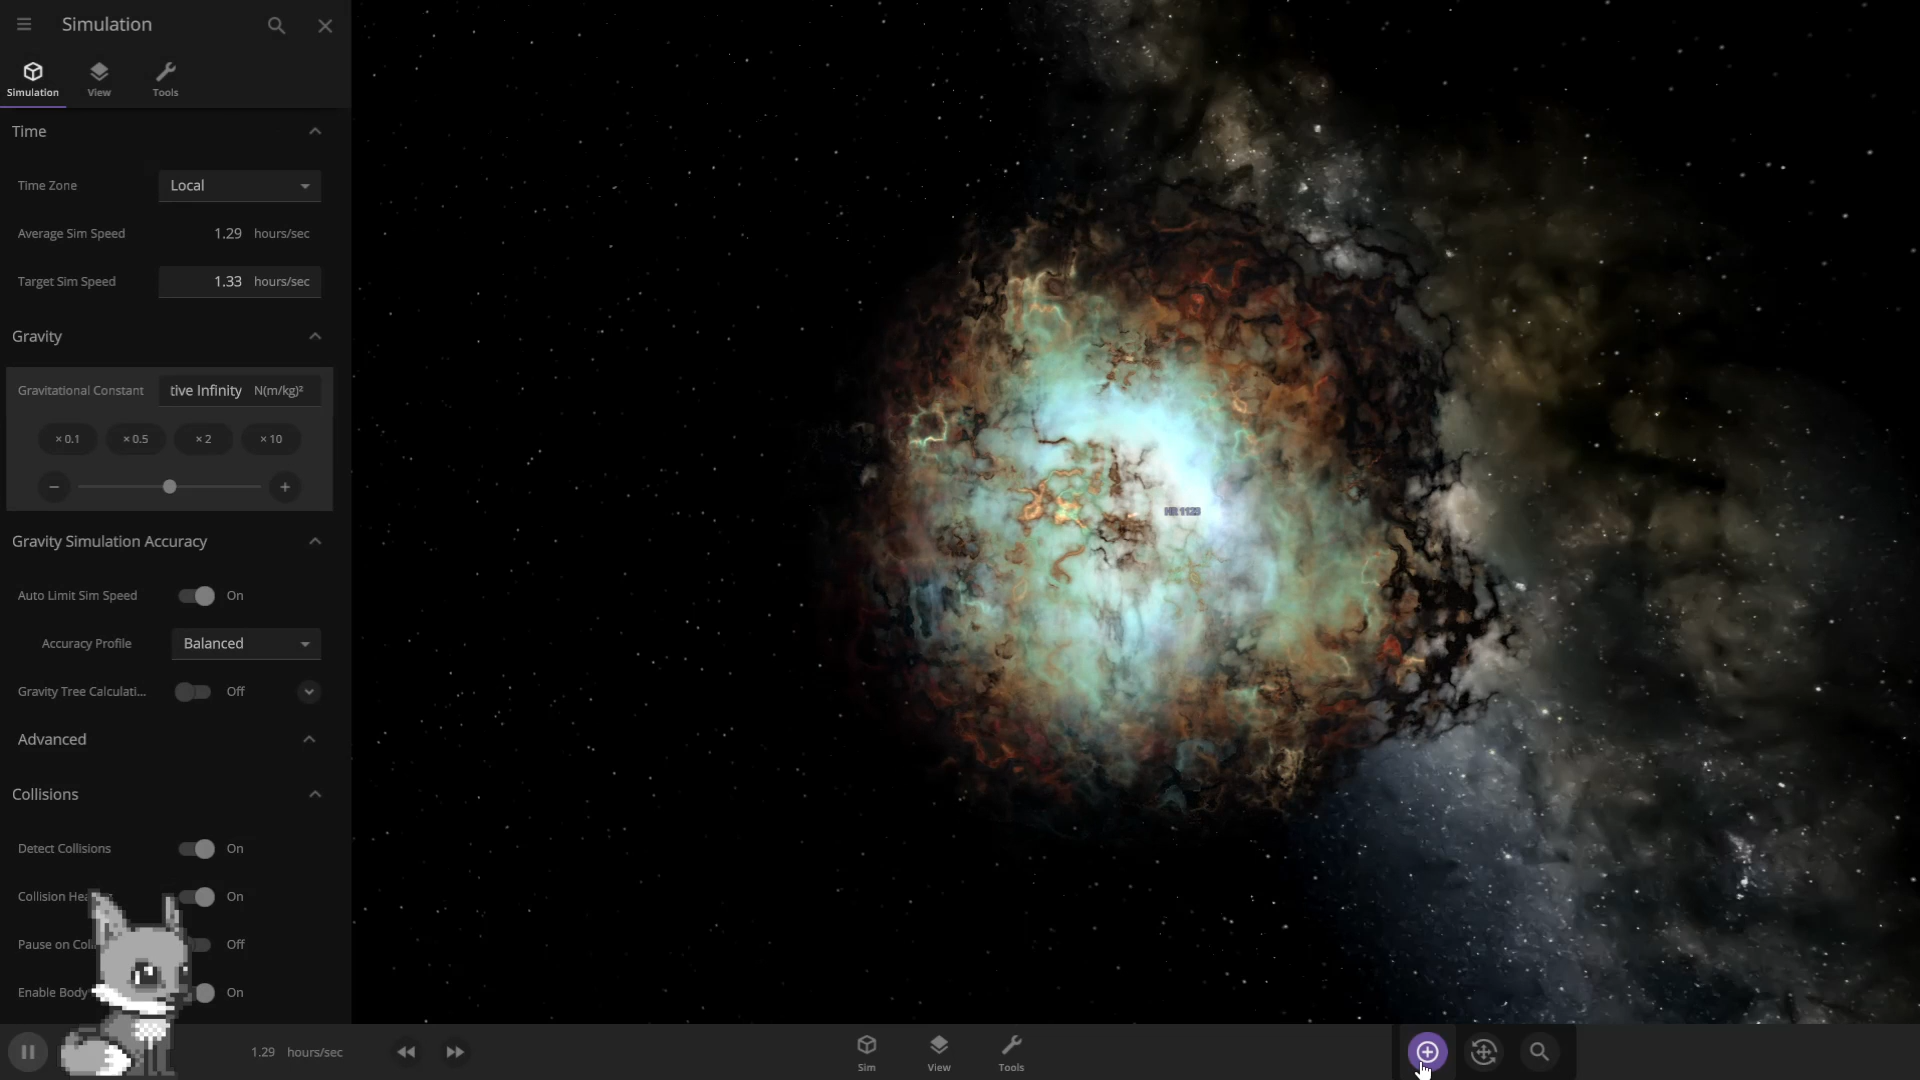 Simulation
Simulation View Tools
Time
Time Zone Local
Average Sim Speed 1.29 hours/sec
Target Sim Speed 1.33 hours/sec
Gravity
Gravitational Constant tive Infinity N(m/kg)²
× 0.1 × 0.5 × 2 × 10
Gravity Simulation Accuracy
Auto Limit Sim Speed On
Accuracy Profile Balanced
Gravity Tree Calculati... Off
Advanced
Collisions
Detect Collisions On
Collision Hea On
Pause on Coll Off
Enable Body On
HR 1123
1.29 hours/sec
Sim View Tools